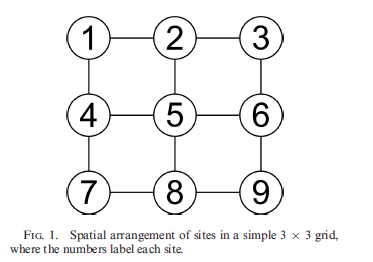 1 2 3
4 5 6
7 8 9
FIG. 1. Spatial arrangement of sites in a simple 3 × 3 grid,
where the numbers label each site.